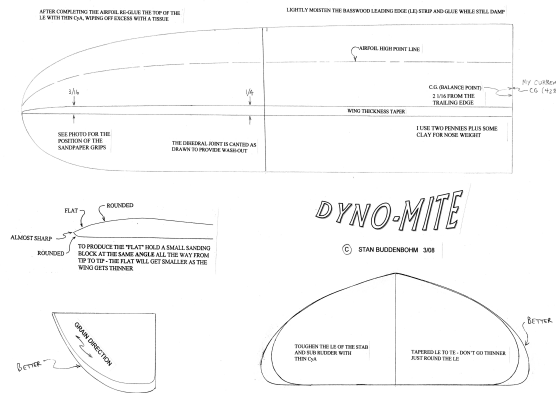 AFTER COMPLETING THE AIRFOIL RE-GLUE THE TOP OF THE
LE WITH THIN CyA, WIPING OFF EXCESS WITH A TISSUE
LIGHTLY MOISTEN THE BASSWOOD LEADING EDGE (LE) STRIP AND GLUE WHILE STILL DAMP
AIRFOIL HIGH POINT LINE
3/16
1/4
C.G. (BALANCE POINT)
2 1/16 FROM THE
TRAILING EDGE
MY CURREN
C.G. (42%
WING THICKNESS TAPER
SEE PHOTO FOR THE
POSITION OF THE
SANDPAPER GRIPS
THE DIHEDRAL JOINT IS CANTED AS
DRAWN TO PROVIDE WASH-OUT
I USE TWO PENNIES PLUS SOME
CLAY FOR NOSE WEIGHT
FLAT
ROUNDED
ALMOST SHARP
ROUNDED
TO PRODUCE THE "FLAT" HOLD A SMALL SANDING
BLOCK AT THE SAME ANGLE ALL THE WAY FROM
TIP TO TIP - THE FLAT WILL GET SMALLER AS THE
WING GETS THINNER
DYNO-MITE
© STAN BUDDENBOHM 3/08
GRAIN DIRECTION
BETTER
TOUGHEN THE LE OF THE STAB
AND SUB RUDDER WITH
THIN CyA
TAPERED LE TO TE - DON'T GO THINNER
JUST ROUND THE LE
BETTER